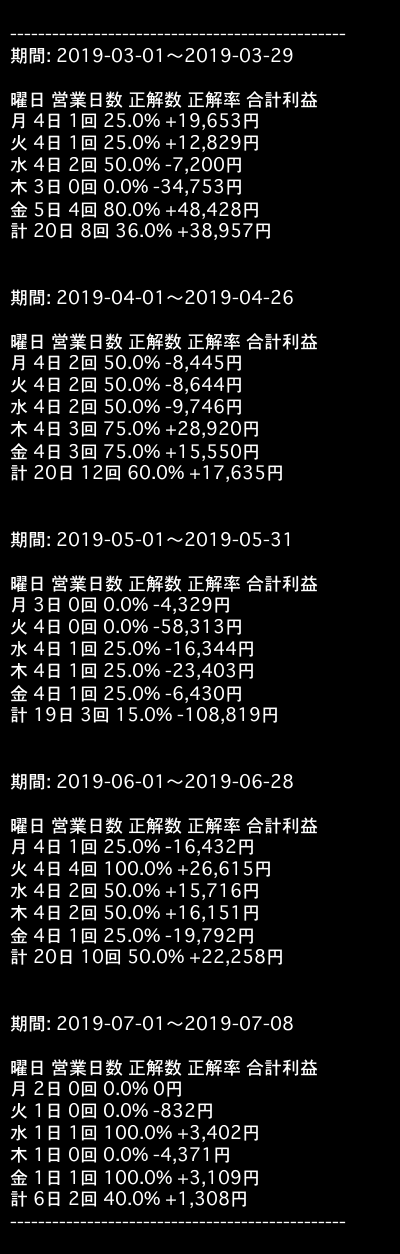 ------------------------------------------------
期間: 2019-03-01〜2019-03-29
曜日 営業日数 正解数 正解率 合計利益
月 4日 1回 25.0% +19,653円
火 4日 1回 25.0% +12,829円
水 4日 2回 50.0% -7,200円
木 3日 0回 0.0% -34,753円
金 5日 4回 80.0% +48,428円
計 20日 8回 36.0% +38,957円
期間: 2019-04-01〜2019-04-26
曜日 営業日数 正解数 正解率 合計利益
月 4日 2回 50.0% -8,445円
火 4日 2回 50.0% -8,644円
水 4日 2回 50.0% -9,746円
木 4日 3回 75.0% +28,920円
金 4日 3回 75.0% +15,550円
計 20日 12回 60.0% +17,635円
期間: 2019-05-01〜2019-05-31
曜日 営業日数 正解数 正解率 合計利益
月 3日 0回 0.0% -4,329円
火 4日 0回 0.0% -58,313円
水 4日 1回 25.0% -16,344円
木 4日 1回 25.0% -23,403円
金 4日 1回 25.0% -6,430円
計 19日 3回 15.0% -108,819円
期間: 2019-06-01〜2019-06-28
曜日 営業日数 正解数 正解率 合計利益
月 4日 1回 25.0% -16,432円
火 4日 4回 100.0% +26,615円
水 4日 2回 50.0% +15,716円
木 4日 2回 50.0% +16,151円
金 4日 1回 25.0% -19,792円
計 20日 10回 50.0% +22,258円
期間: 2019-07-01〜2019-07-08
曜日 営業日数 正解数 正解率 合計利益
月 2日 0回 0.0% 0円
火 1日 0回 0.0% -832円
水 1日 1回 100.0% +3,402円
木 1日 0回 0.0% -4,371円
金 1日 1回 100.0% +3,109円
計 6日 2回 40.0% +1,308円
------------------------------------------------